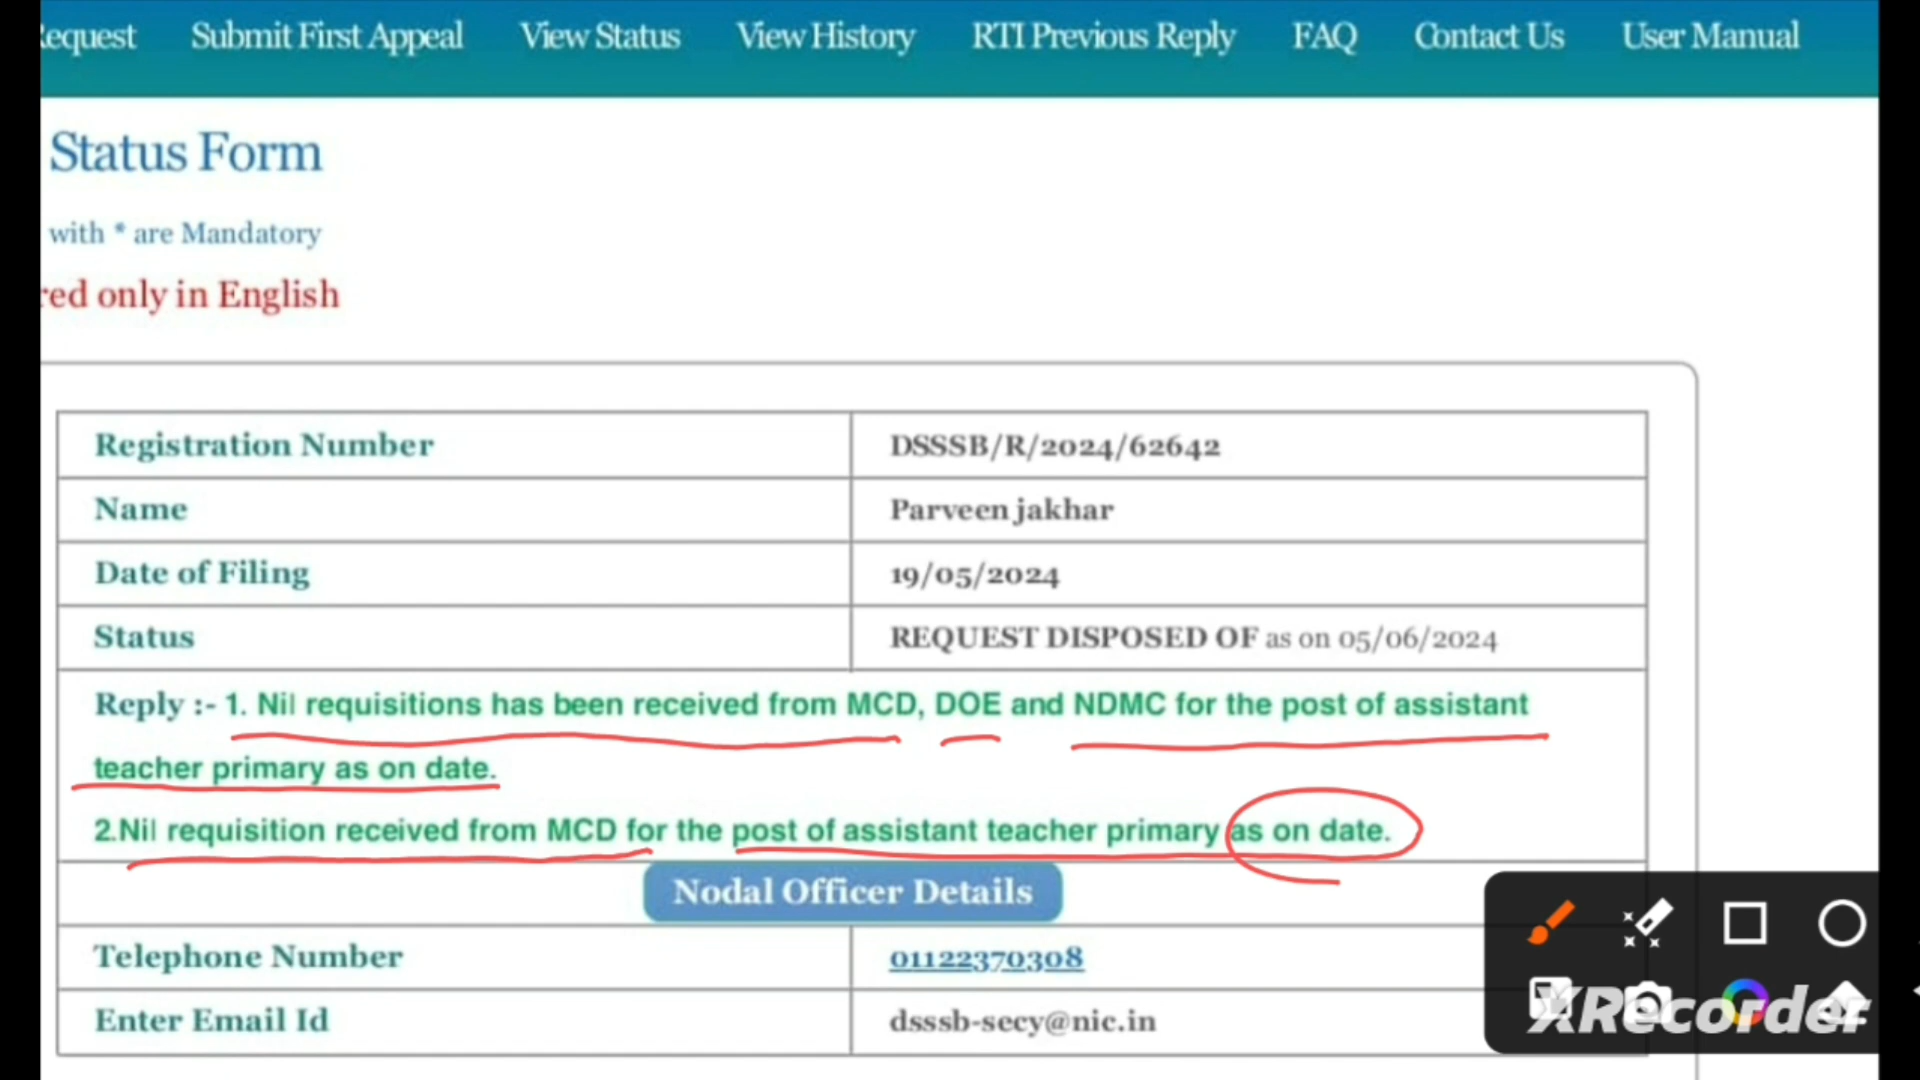 Request Submit First Appeal View Status View History RTI Previous Reply FAQ Contact Us User Manual
Status Form
with * are Mandatory
red only in English
Registration Number DSSSB/R/2024/62642
Name Parveen jakhar
Date of Filing 19/05/2024
Status REQUEST DISPOSED OF as on 05/06/2024
Reply :- 1. Nil requisitions has been received from MCD, DOE and NDMC for the post of assistant
teacher primary as on date.
2.Nil requisition received from MCD for the post of assistant teacher primary as on date.
Nodal Officer Details
Telephone Number 01122370308
Enter Email Id dsssb-secy@nic.in
XRecorder